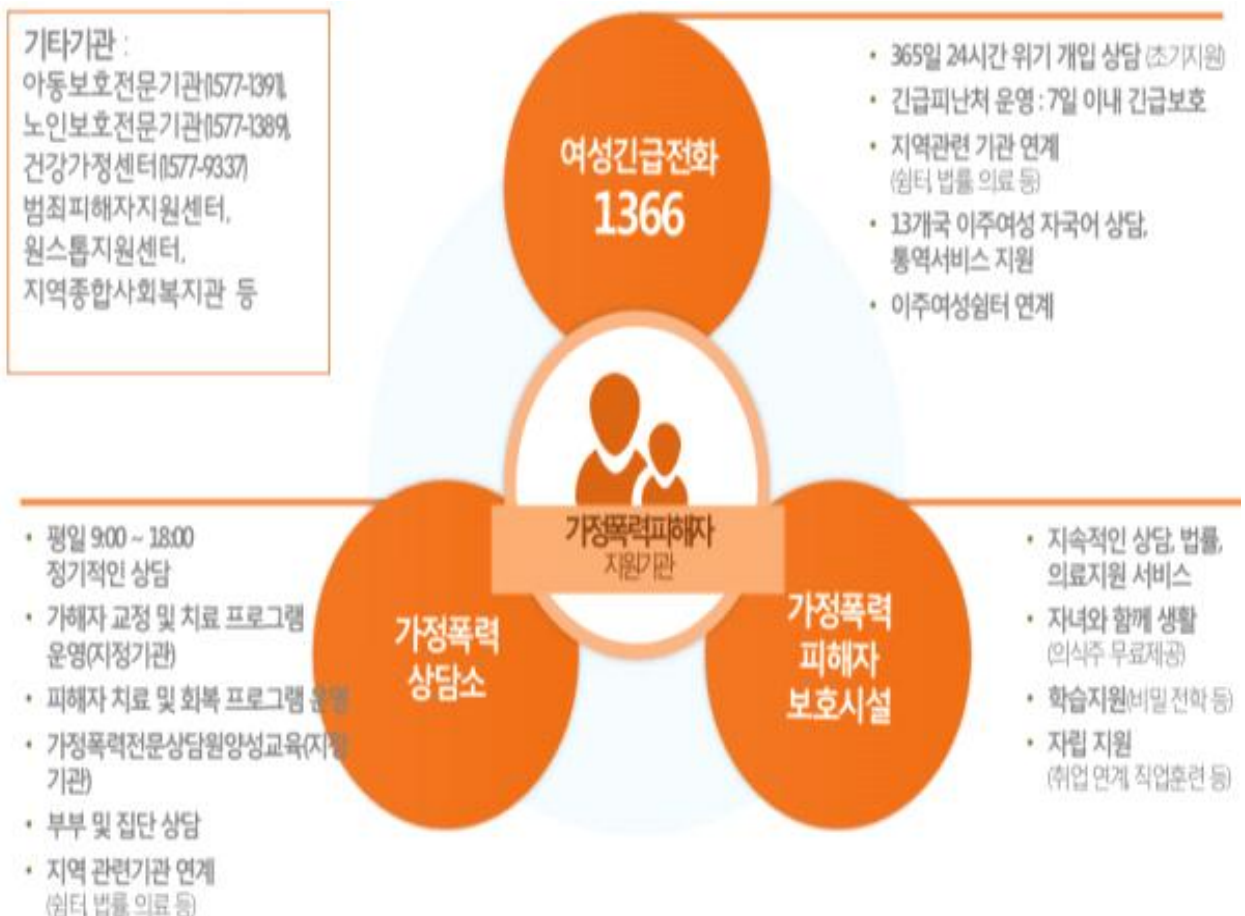 기타기관 :
아동보호전문기관(1577-1391),
노인보호전문기관(1577-1389),
건강가정센터(1577-9337)
범죄피해자지원센터,
원스톱지원센터,
지역종합사회복지관 등
여성긴급전화
1366
• 365일 24시간 위기 개입 상담 (초기지원)
• 긴급피난처 운영 : 7일 이내 긴급보호
• 지역관련 기관 연계
(쉼터, 법률, 의료 등)
• 13개국 이주여성 자국어 상담,
통역서비스 지원
• 이주여성쉼터 연계
가정폭력피해자
지원기관
• 평일 9:00 ~ 18:00
정기적인 상담
• 가해자 교정 및 치료 프로그램
운영(지정기관)
• 피해자 치료 및 회복 프로그램 운영
• 가정폭력전문상담원양성교육(지정
기관)
• 부부 및 집단 상담
• 지역 관련기관 연계
(쉼터, 법률, 의료 등)
가정폭력
상담소
가정폭력
피해자
보호시설
• 지속적인 상담, 법률,
의료지원 서비스
• 자녀와 함께 생활
(의식주 무료제공)
• 학습지원(비밀 전학 등)
• 자립 지원
(취업 연계, 직업훈련 등)